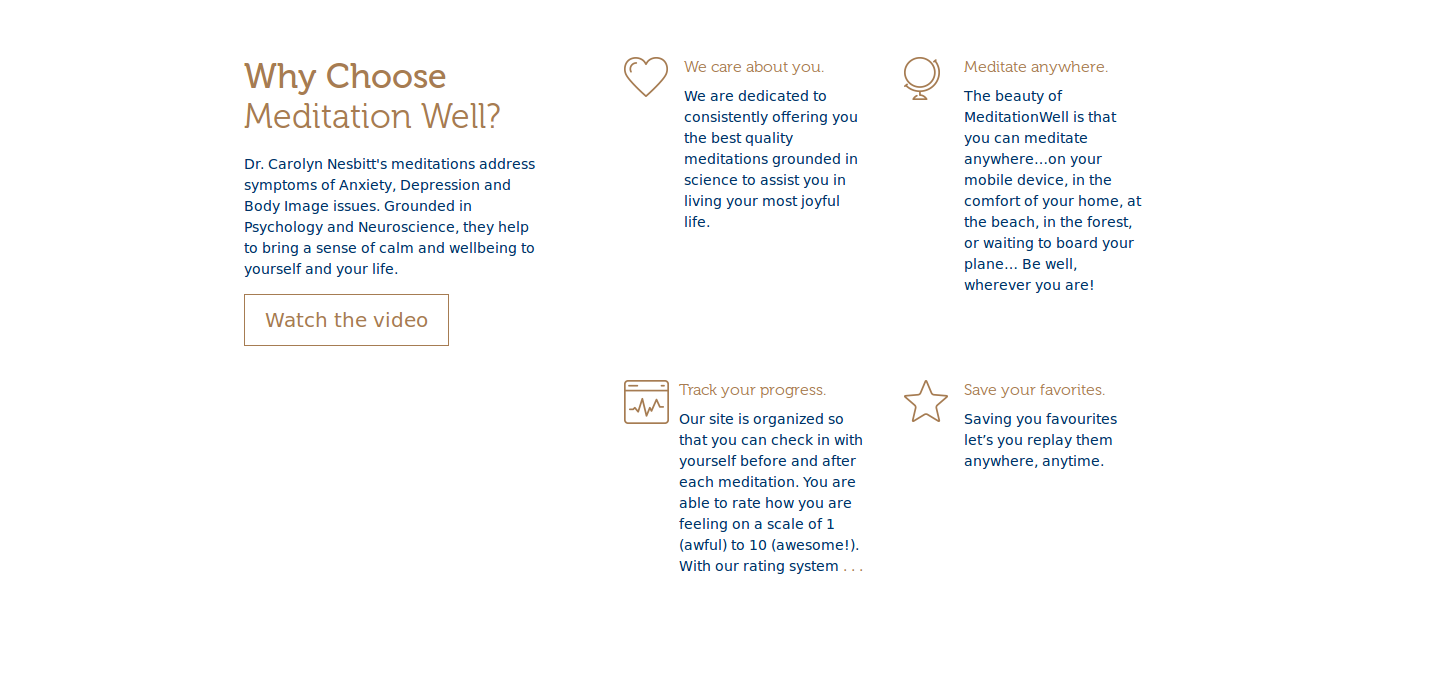 Why Choose
Meditation Well?
Dr. Carolyn Nesbitt's meditations address
symptoms of Anxiety, Depression and
Body Image issues. Grounded in
Psychology and Neuroscience, they help
to bring a sense of calm and wellbeing to
yourself and your life.
Watch the video
We care about you.
We are dedicated to
consistently offering you
the best quality
meditations grounded in
science to assist you in
living your most joyful
life.
Meditate anywhere.
The beauty of
MeditationWell is that
you can meditate
anywhere…on your
mobile device, in the
comfort of your home, at
the beach, in the forest,
or waiting to board your
plane… Be well,
wherever you are!
Track your progress.
Our site is organized so
that you can check in with
yourself before and after
each meditation. You are
able to rate how you are
feeling on a scale of 1
(awful) to 10 (awesome!).
With our rating system . . .
Save your favorites.
Saving you favourites
let’s you replay them
anywhere, anytime.